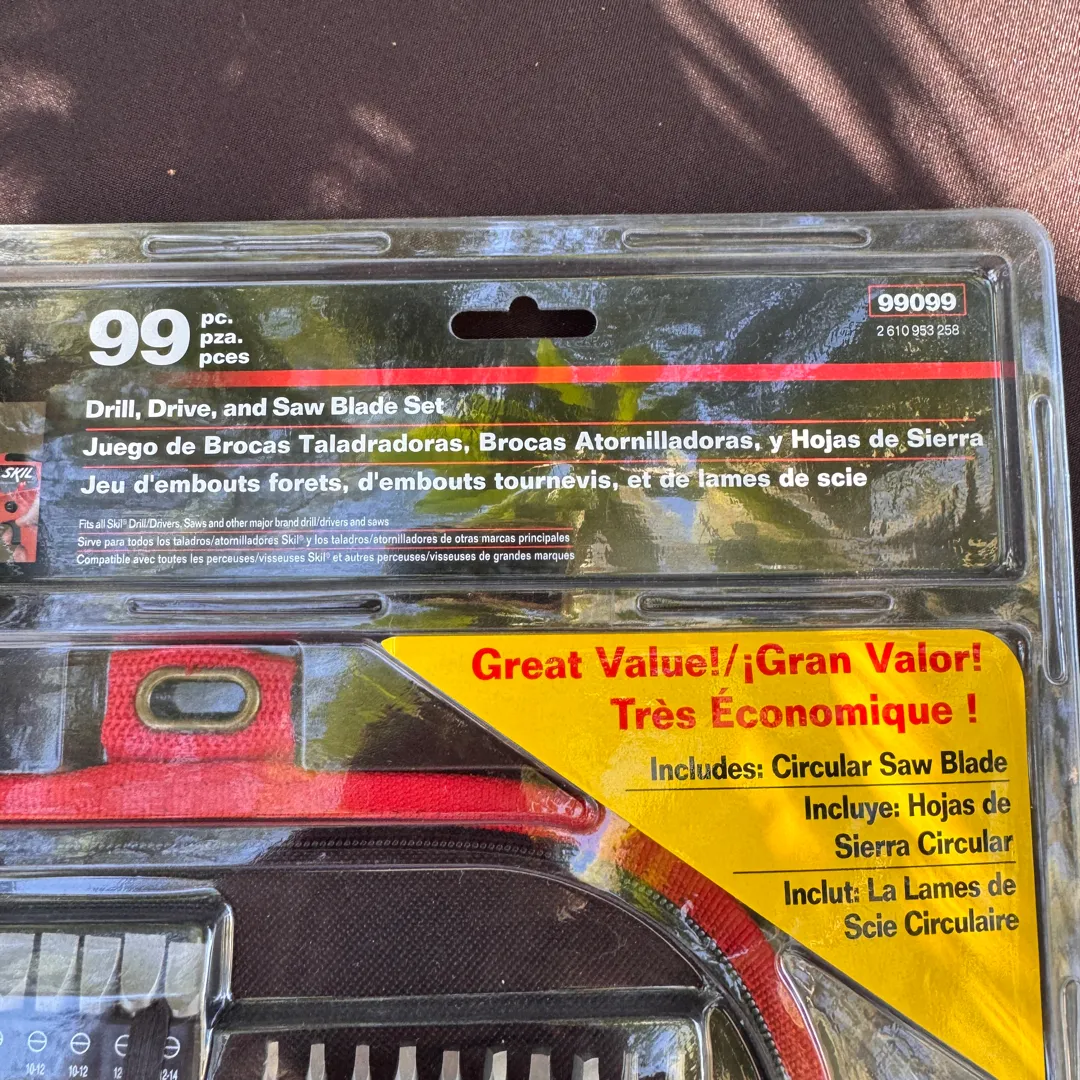 99 pc.
pza.
pces
99099
2 610 953 258
Drill, Drive, and Saw Blade Set
Juego de Brocas Taladradoras, Brocas Atornilladoras, y Hojas de Sierra
Jeu d'embouts forets, d'embouts tournevis, et de lames de scie
SKIL
Fits all Skil® Drill/Drivers, Saws and other major brand drill/drivers and saws
Sirve para todos los taladros/atornilladores Skil® y los taladros/atornilladores de otras marcas principales
Compatible avec toutes les perceuses/visseuses Skil® et autres perceuses/visseuses de grandes marques
Great Value!/¡Gran Valor!
Très Économique !
Includes: Circular Saw Blade
Incluye: Hojas de
Sierra Circular
Inclut: La Lames de
Scie Circulaire
10-12 10-12